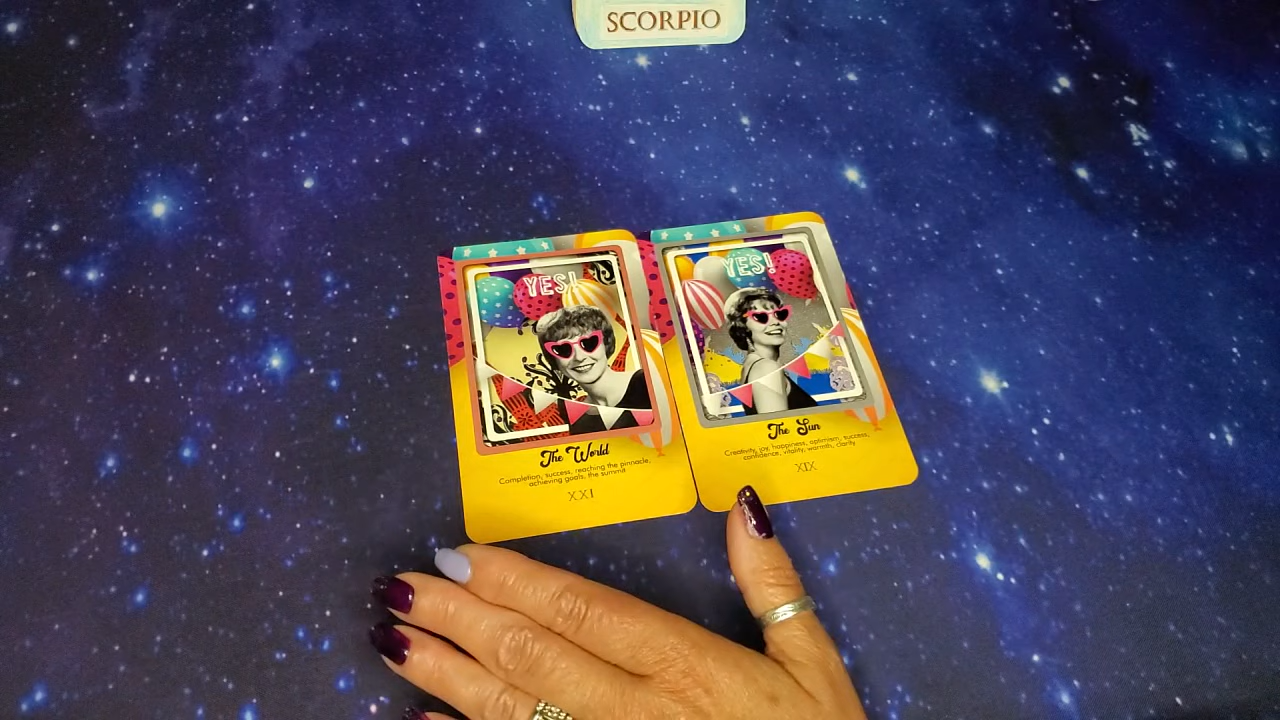 SCORPIO
YES!
The World
Completion, success, reaching the pinnacle,
achieving goals, the summit
XXI
YES!
The Sun
Creativity, joy, happiness, optimism, success,
confidence, vitality, warmth, clarity
XIX